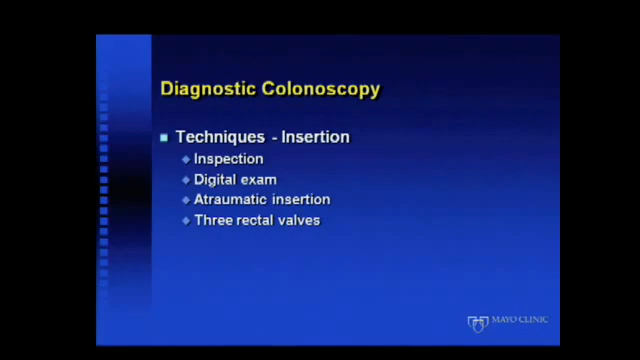 Diagnostic Colonoscopy
Techniques - Insertion
Inspection
Digital exam
Atraumatic insertion
Three rectal valves
MAYO CLINIC